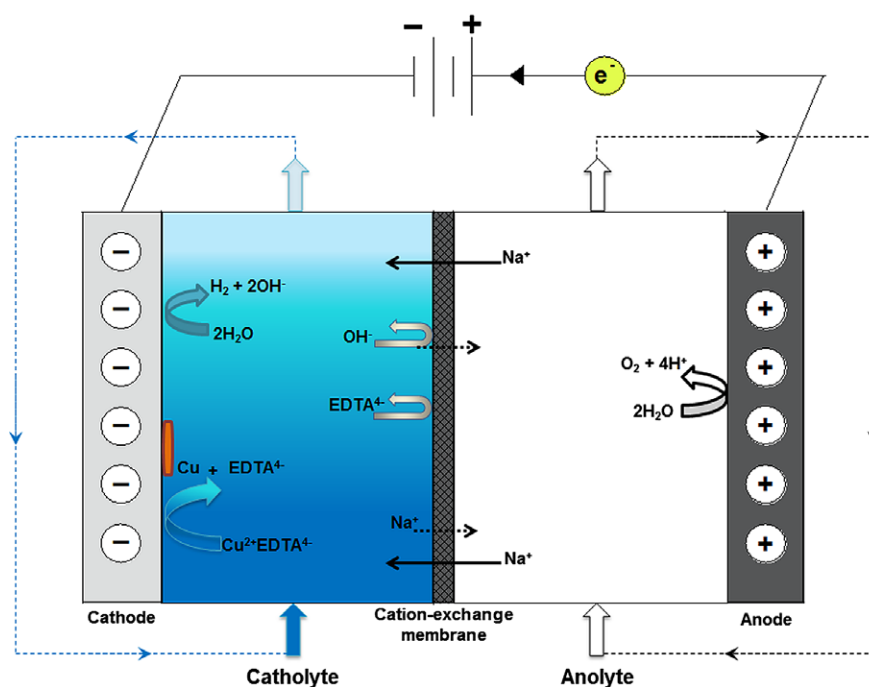 − +
e⁻
Na⁺
H₂ + 2OH⁻
2H₂O
OH⁻
O₂ + 4H⁺
EDTA⁴⁻
2H₂O
Cu + EDTA⁴⁻
Na⁺
Cu²⁺EDTA⁴⁻
Na⁺
Cathode
Cation-exchange
membrane
Anode
Catholyte
Anolyte
− +
− +
− +
− +
− +
− +